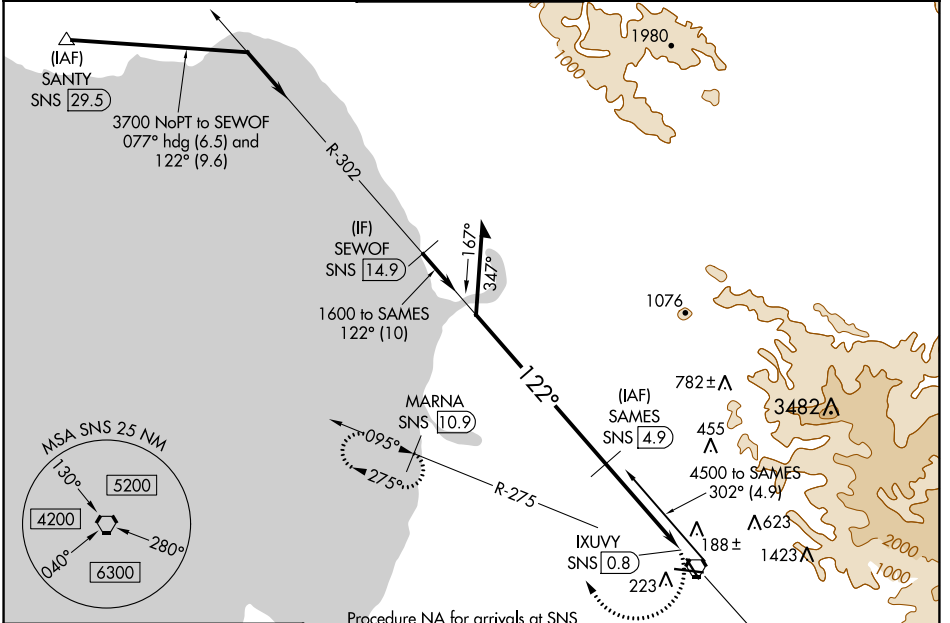 1980
1000
(IAF)
SANTY
SNS 29.5
3700 NoPT to SEWOF
077° hdg (6.5) and
122° (9.6)
R-302
(IF)
SEWOF
SNS 14.9
167°
347°
1600 to SAMES
122° (10)
1076
122°
782±
(IAF)
SAMES
SNS 4.9
3482
MARNA
SNS 10.9
455
095°
275°
4500 to SAMES
302° (4.9)
R-275
MSA SNS 25 NM
130°
5200
4200
040°
280°
6300
623
188±
1423
2000
1000
IXUVY
SNS 0.8
223
Procedure NA for arrivals at SNS